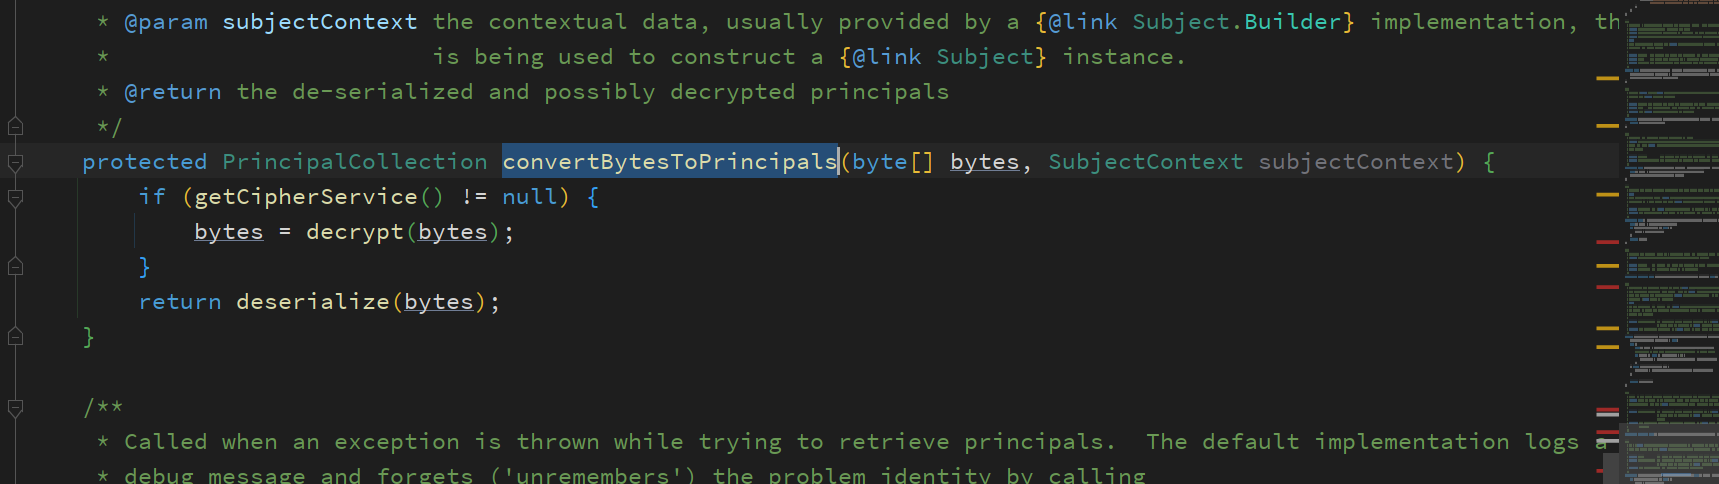 * @param subjectContext the contextual data, usually provided by a {@link Subject.Builder} implementation, th
* is being used to construct a {@link Subject} instance.
* @return the de-serialized and possibly decrypted principals
*/
protected PrincipalCollection convertBytesToPrincipals(byte[] bytes, SubjectContext subjectContext) {
if (getCipherService() != null) {
bytes = decrypt(bytes);
}
return deserialize(bytes);
}
/**
* Called when an exception is thrown while trying to retrieve principals.  The default implementation logs a
* debug message and forgets ('unremembers') the problem identity by calling